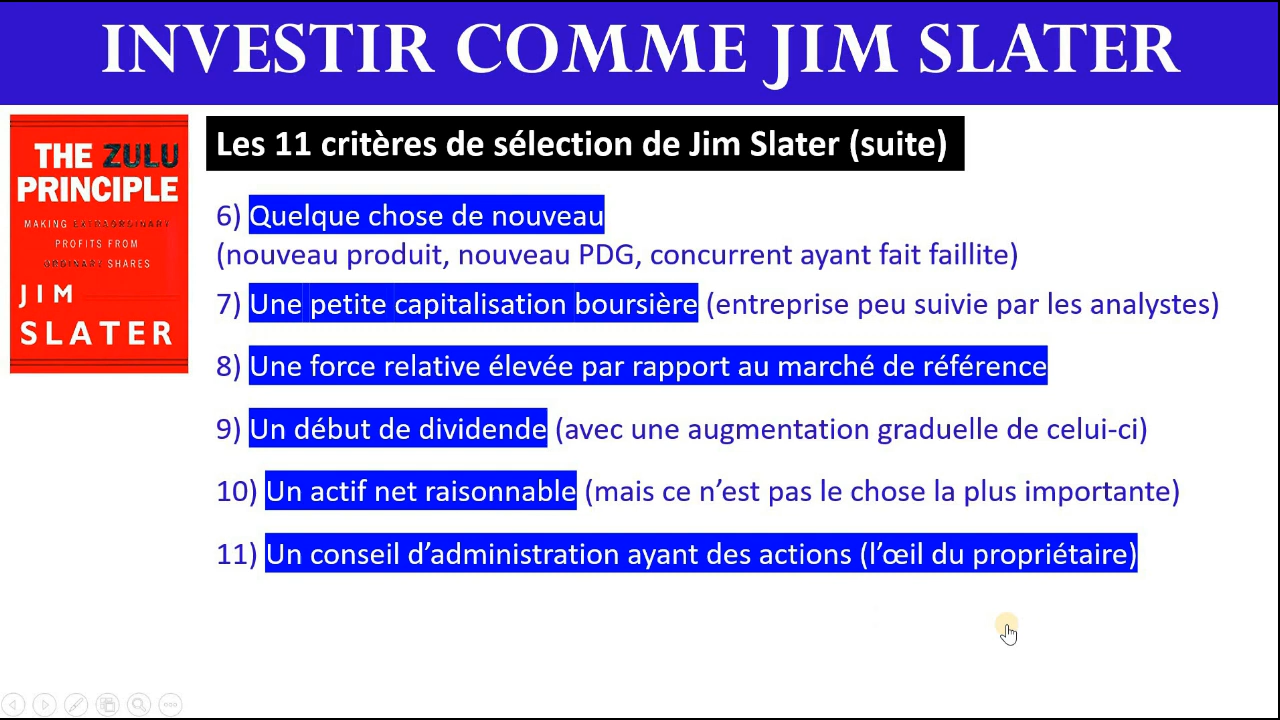 INVESTIR COMME JIM SLATER
THE ZULU
PRINCIPLE
MAKING EXTRAORDINARY
PROFITS FROM
ORDINARY SHARES
JIM
SLATER
Les 11 critères de sélection de Jim Slater (suite)
6) Quelque chose de nouveau
(nouveau produit, nouveau PDG, concurrent ayant fait faillite)
7) Une petite capitalisation boursière (entreprise peu suivie par les analystes)
8) Une force relative élevée par rapport au marché de référence
9) Un début de dividende (avec une augmentation graduelle de celui-ci)
10) Un actif net raisonnable (mais ce n’est pas le chose la plus importante)
11) Un conseil d’administration ayant des actions (l’œil du propriétaire)